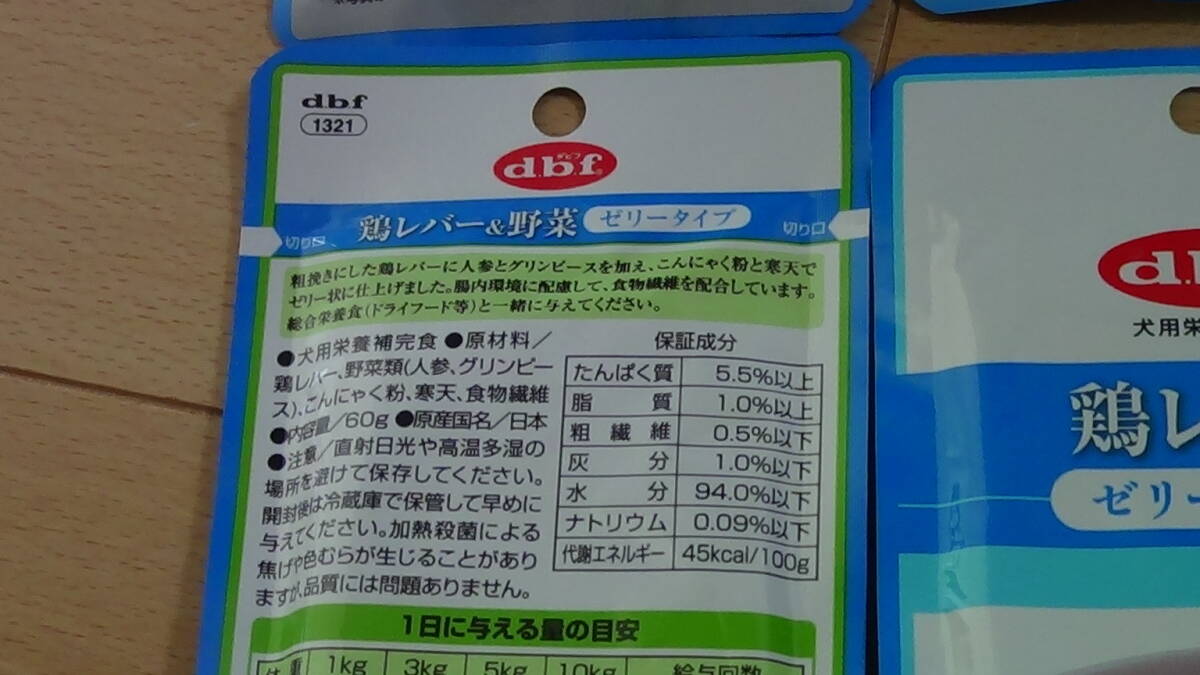 d.b.f
1321
デビフ
d.b.f®
切り口
鶏レバー&野菜 ゼリータイプ
切り口
粗挽きにした鶏レバーに人参とグリンピースを加え、こんにゃく粉と寒天で
ゼリー状に仕上げました。腸内環境に配慮して、食物繊維を配合しています。
総合栄養食(ドライフード等)と一緒に与えてください。
●犬用栄養補完食 ●原材料／
鶏レバー、野菜類(人参、グリンピー
ス)、こんにゃく粉、寒天、食物繊維
●内容量／60g ●原産国名／日本
●注意／直射日光や高温多湿の
場所を避けて保存してください。
開封後は冷蔵庫で保管して早めに
与えてください。加熱殺菌による
焦げや色むらが生じることがあり
ますが、品質には問題ありません。
保証成分
たんぱく質 5.5%以上
脂質 1.0%以上
粗繊維 0.5%以下
灰分 1.0%以下
水分 94.0%以下
ナトリウム 0.09%以下
代謝エネルギー 45kcal/100g
1日に与える量の目安
体重 1kg 3kg 5kg 10kg 給与回数
d.
犬用栄
鶏レ
ゼリー